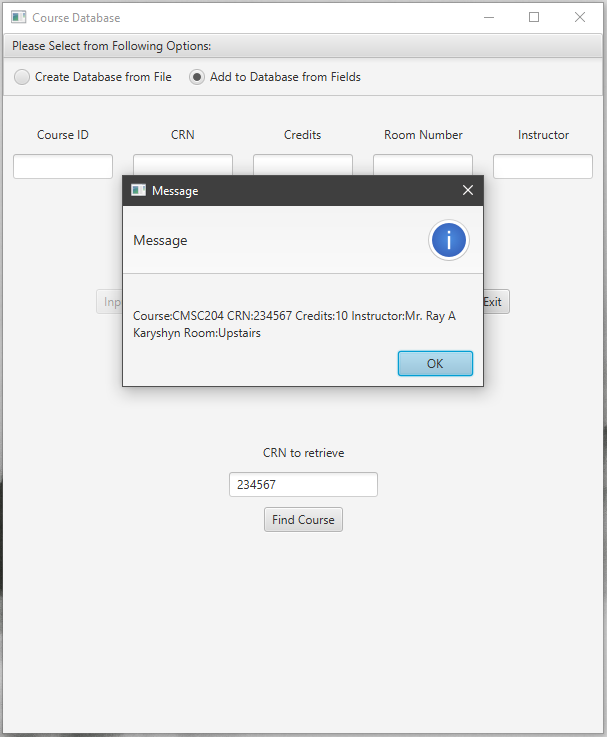 Course Database
Please Select from Following Options:
Create Database from File Add to Database from Fields
Course ID CRN Credits Room Number Instructor
Message
Message
Course:CMSC204 CRN:234567 Credits:10 Instructor:Mr. Ray A
Karyshyn Room:Upstairs
OK
Exit
CRN to retrieve
234567
Find Course